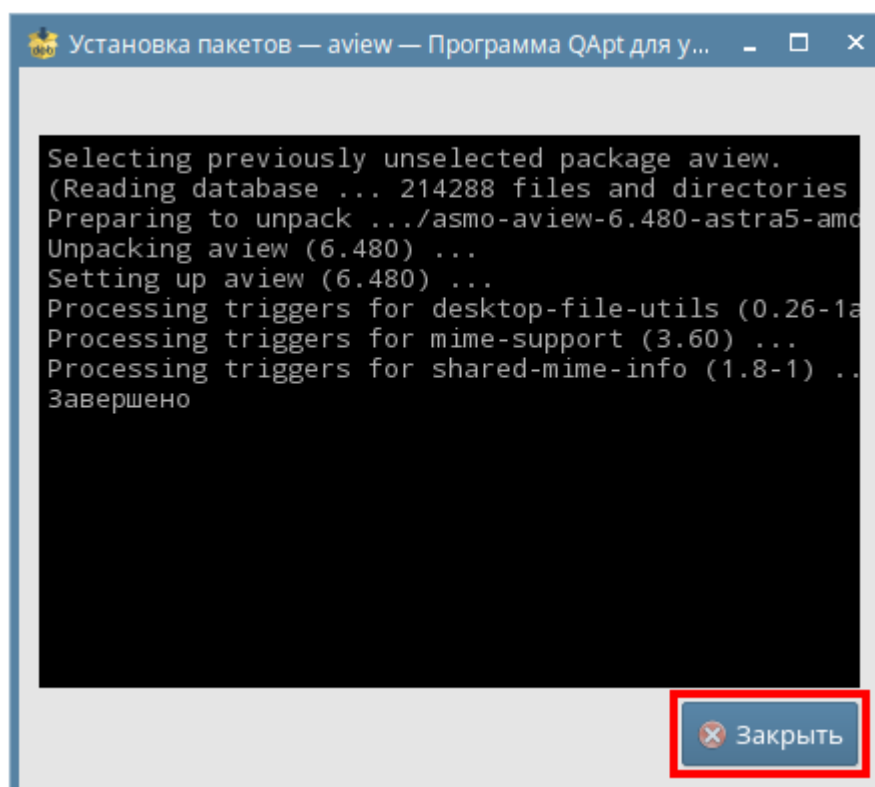 Установка пакетов — aview — Программа QApt для у...
Selecting previously unselected package aview.
(Reading database ... 214288 files and directories
Preparing to unpack .../asmo-aview-6.480-astra5-amd
Unpacking aview (6.480) ...
Setting up aview (6.480) ...
Processing triggers for desktop-file-utils (0.26-1a
Processing triggers for mime-support (3.60) ...
Processing triggers for shared-mime-info (1.8-1) ..
Завершено
Закрыть